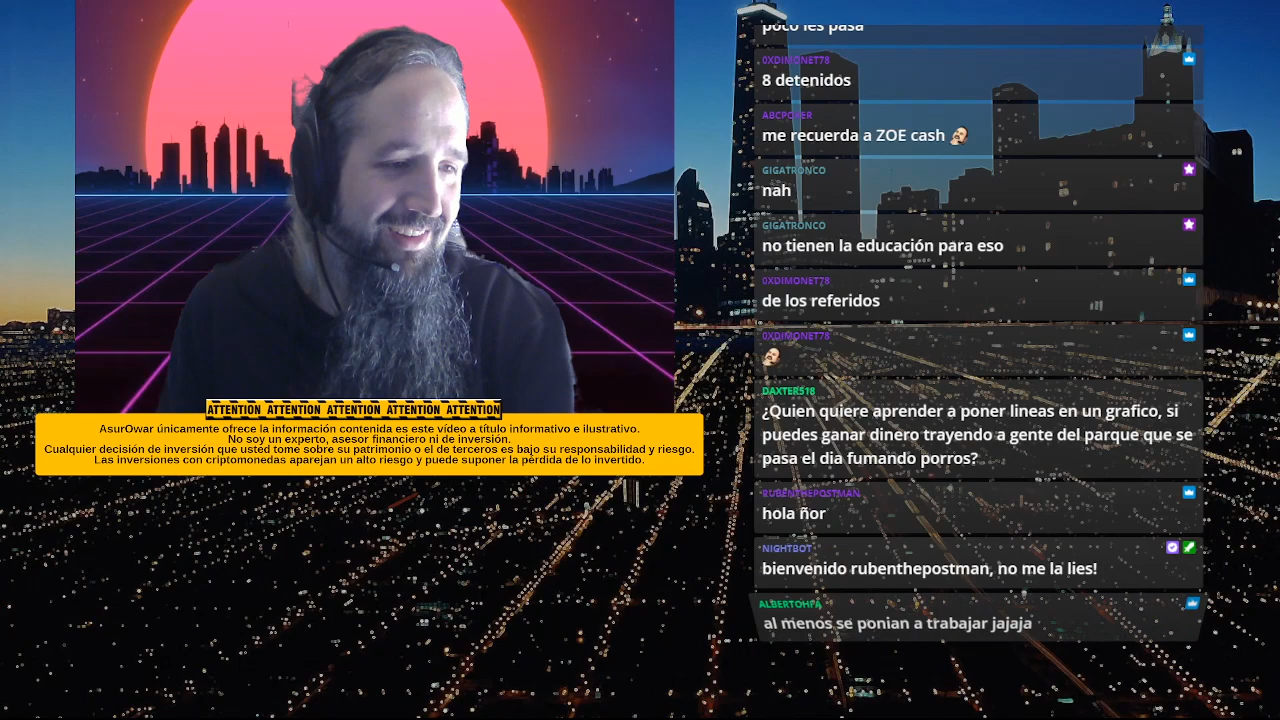 ATTENTION ATTENTION ATTENTION ATTENTION ATTENTION
AsurOwar únicamente ofrece la información contenida es este vídeo a título informativo e ilustrativo.
No soy un experto, asesor financiero ni de inversión.
Cualquier decisión de inversión que usted tome sobre su patrimonio o el de terceros es bajo su responsabilidad y riesgo.
Las inversiones con criptomonedas aparejan un alto riesgo y puede suponer la pérdida de lo invertido.
poco les pasa
0XDIMONET78
8 detenidos
ABCPOKER
me recuerda a ZOE cash
GIGATRONCO
nah
GIGATRONCO
no tienen la educación para eso
0XDIMONET78
de los referidos
0XDIMONET78
DAXTER518
¿Quien quiere aprender a poner lineas en un grafico, si
puedes ganar dinero trayendo a gente del parque que se
pasa el dia fumando porros?
RUBENTHEPOSTMAN
hola ñor
NIGHTBOT
bienvenido rubenthepostman, no me la lies!
ALBERTOHPA
al menos se ponian a trabajar jajaja